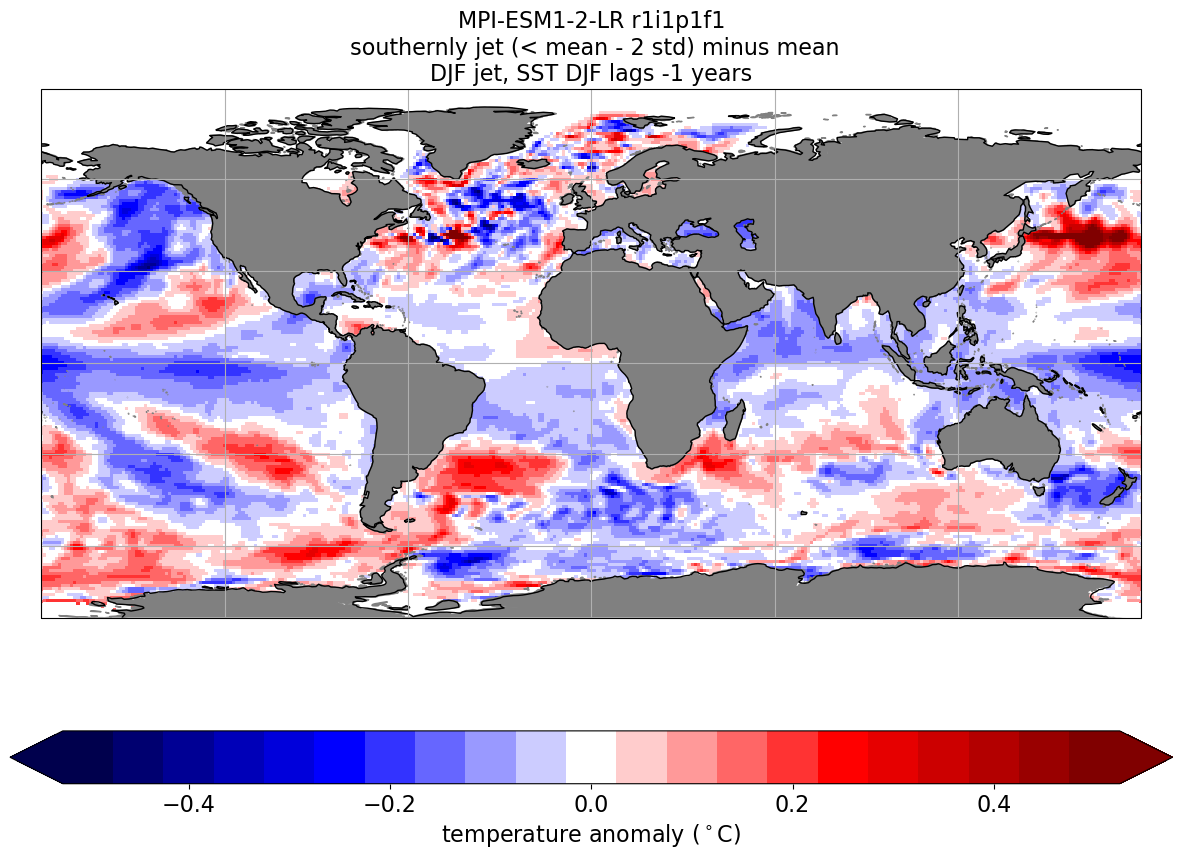 MPI-ESM1-2-LR r1i1p1f1
southernly jet (< mean - 2 std) minus mean
DJF jet, SST DJF lags -1 years
−0.4 −0.2 0.0 0.2 0.4
temperature anomaly (∘C)